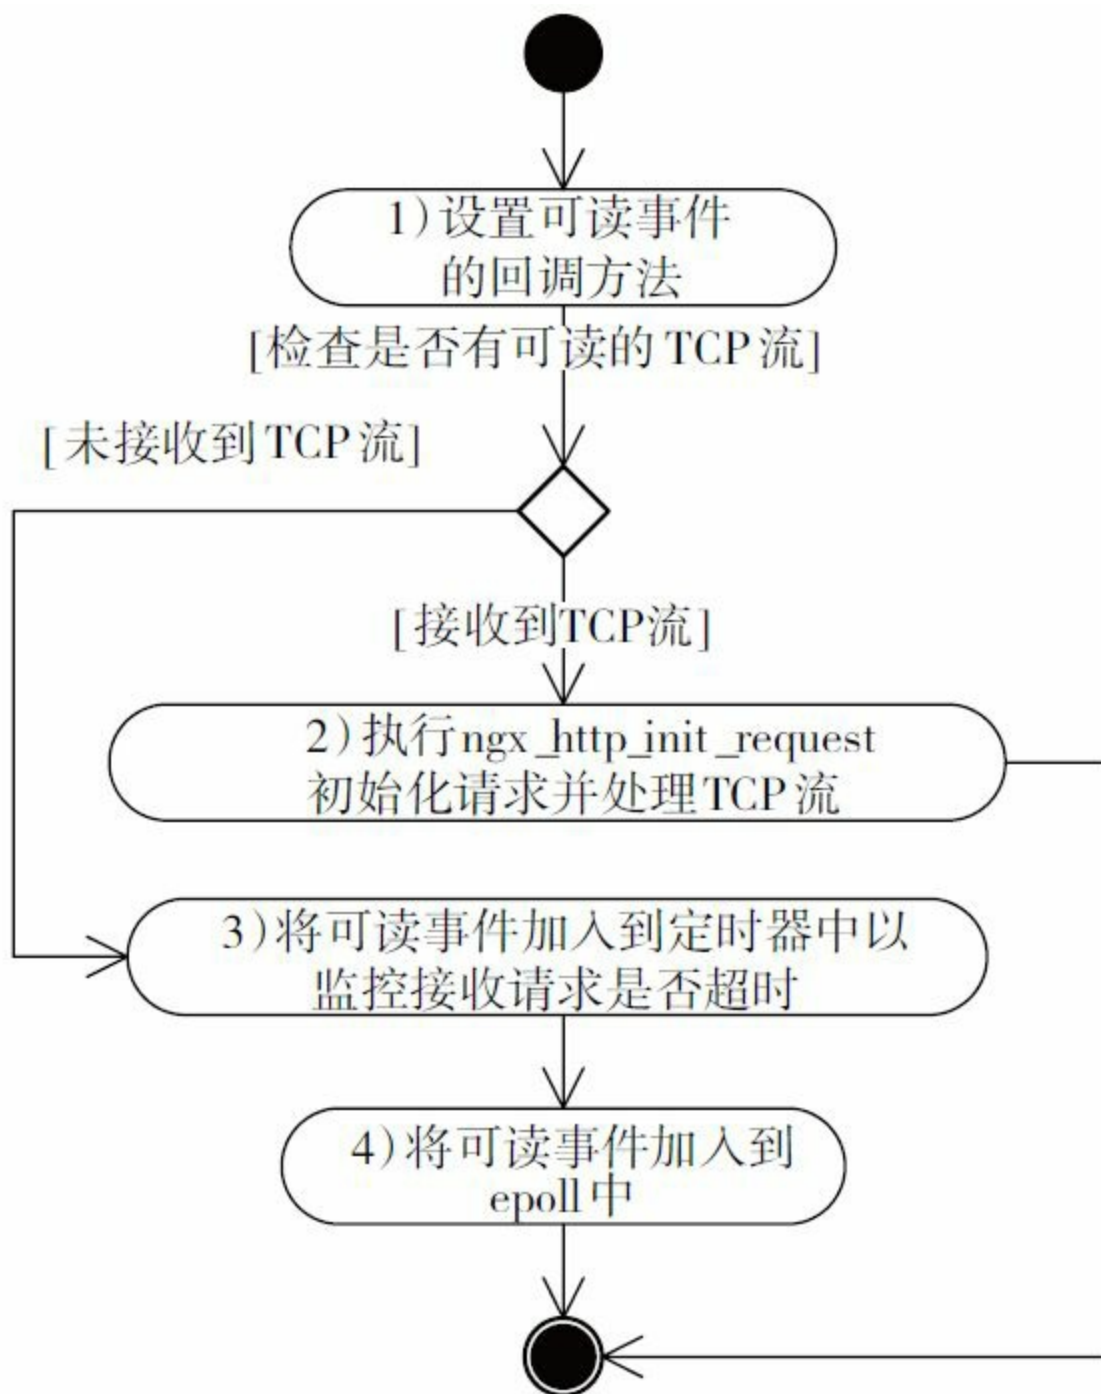 1)设置可读事件
的回调方法
[检查是否有可读的TCP流]
[未接收到TCP流]
[接收到TCP流]
2)执行ngx_http_init_request
初始化请求并处理TCP流
3)将可读事件加入到定时器中以
监控接收请求是否超时
4)将可读事件加入到
epoll中